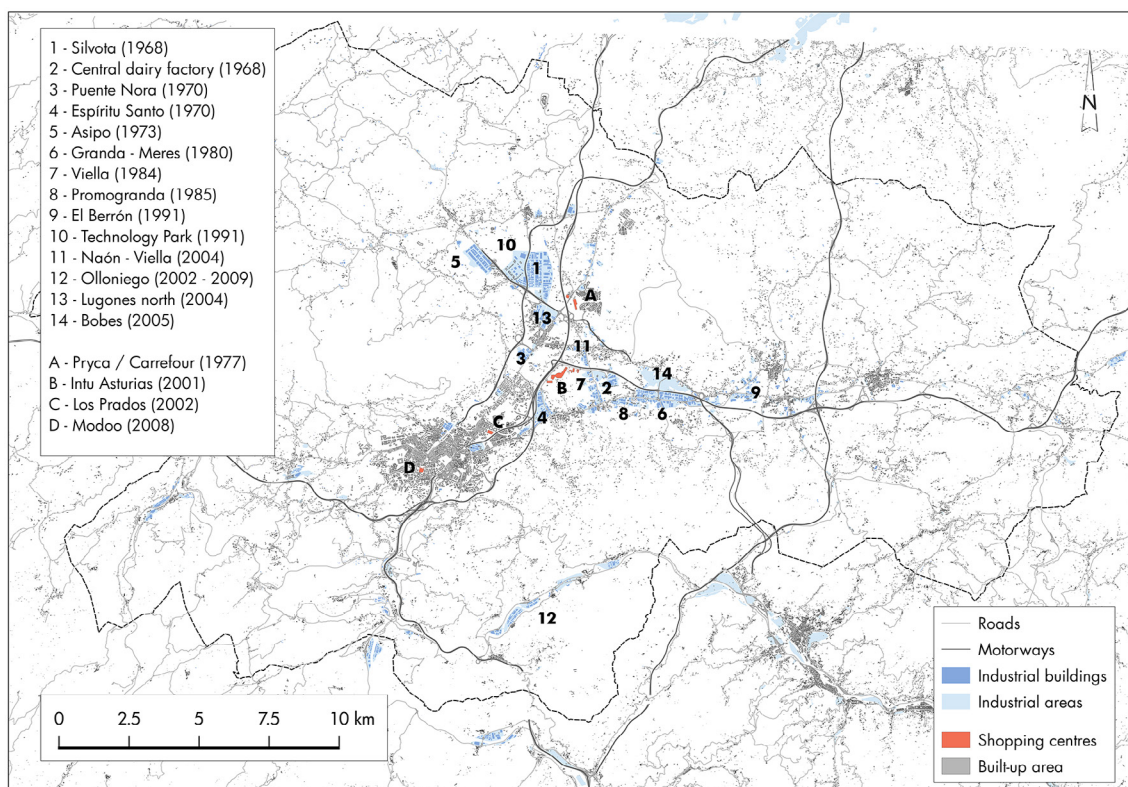 1 - Silvota (1968)
2 - Central dairy factory (1968)
3 - Puente Nora (1970)
4 - Espíritu Santo (1970)
5 - Asipo (1973)
6 - Granda - Meres (1980)
7 - Viella (1984)
8 - Promogranda (1985)
9 - El Berrón (1991)
10 - Technology Park (1991)
11 - Naón - Viella (2004)
12 - Olloniego (2002 - 2009)
13 - Lugones north (2004)
14 - Bobes (2005)
A - Pryca / Carrefour (1977)
B - Intu Asturias (2001)
C - Los Prados (2002)
D - Modoo (2008)
N
10
5
1
A
13
11
3
14
B
7
2
9
4
8
6
C
D
12
0 2.5 5 7.5 10 km
Roads
Motorways
Industrial buildings
Industrial areas
Shopping centres
Built-up area